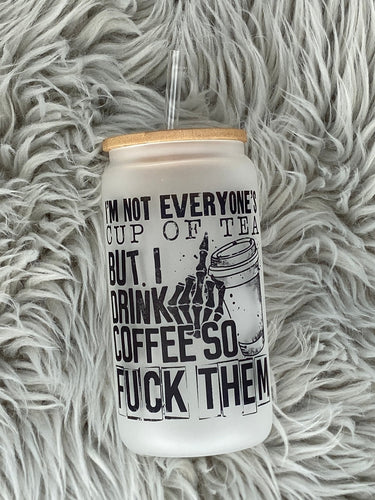 I'M NOT EVERYONE'S
CUP OF TEA
BUT I
DRINK
COFFEE SO
FUCK THEM